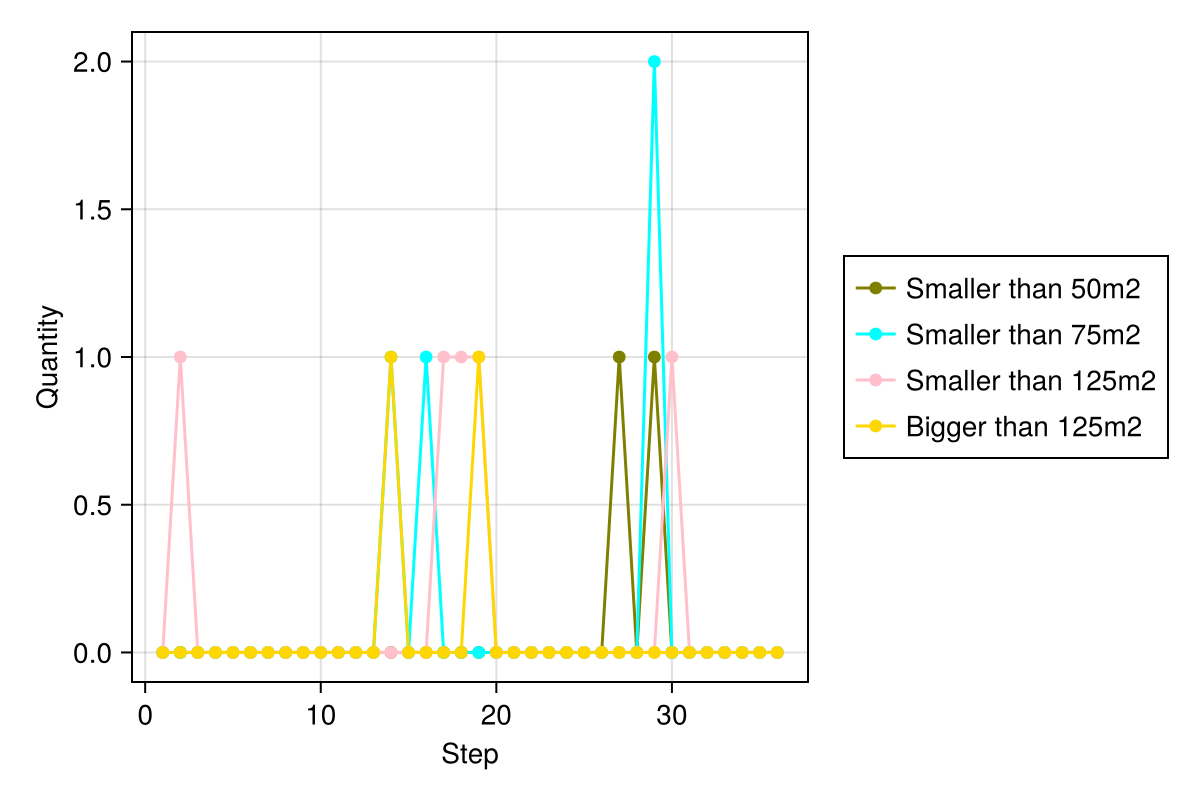 2.0
1.5
1.0
0.5
0.0
Quantity
0 10 20 30
Step
Smaller than 50m2
Smaller than 75m2
Smaller than 125m2
Bigger than 125m2